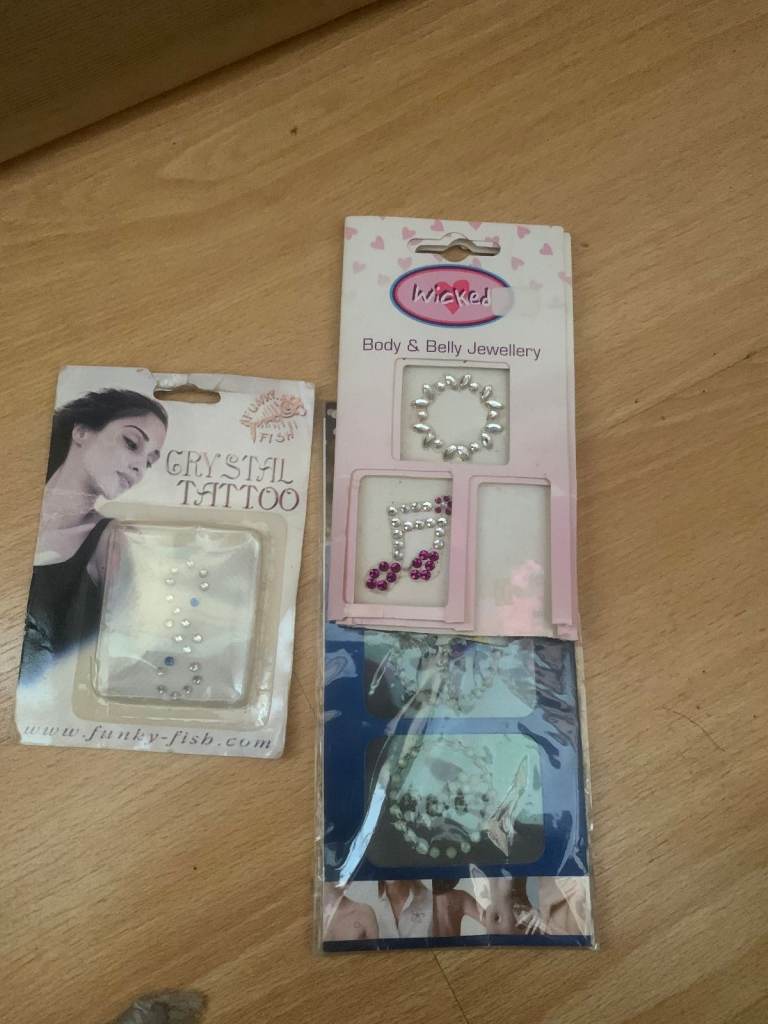 FUNKY
FISH
CRYSTAL
TATTOO
www.funky-fish.com
Wicked
Body & Belly Jewellery